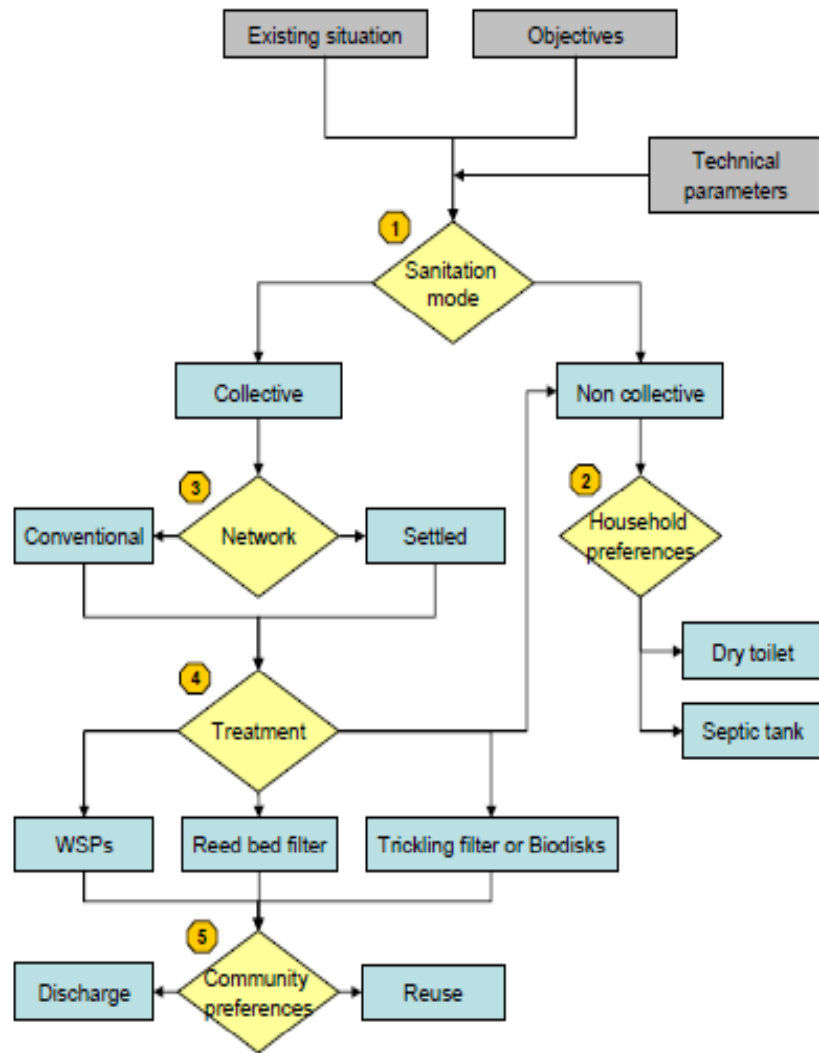 Existing situation
Objectives
Technical
parameters
1
Sanitation
mode
Collective
Non collective
3
2
Conventional
Network
Settled
Household
preferences
4
Dry toilet
Treatment
Septic tank
WSPs
Reed bed filter
Trickling filter or Biodisks
5
Discharge
Community
preferences
Reuse